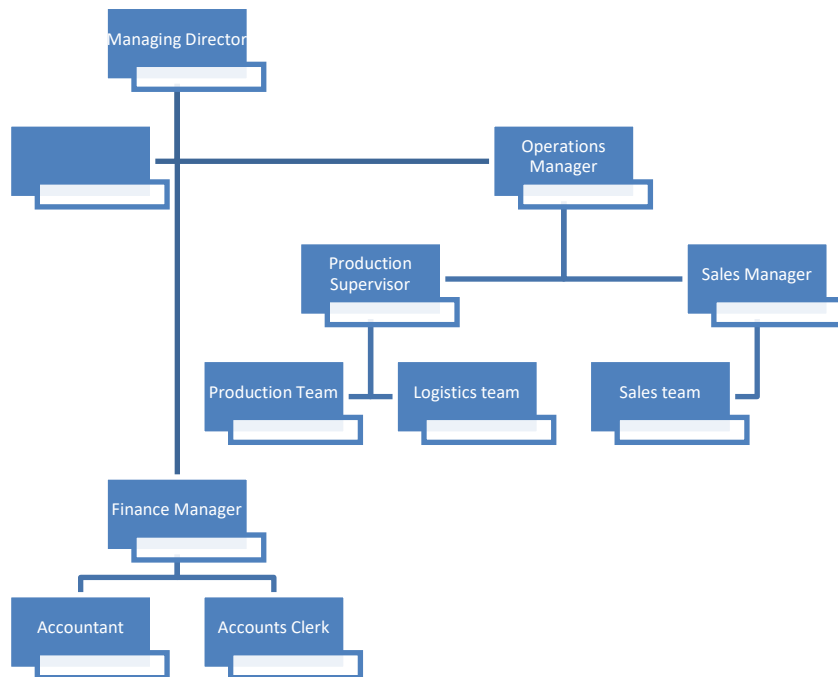 Managing Director
Operations
Manager
Production
Supervisor
Sales Manager
Production Team
Logistics team
Sales team
Finance Manager
Accountant
Accounts Clerk